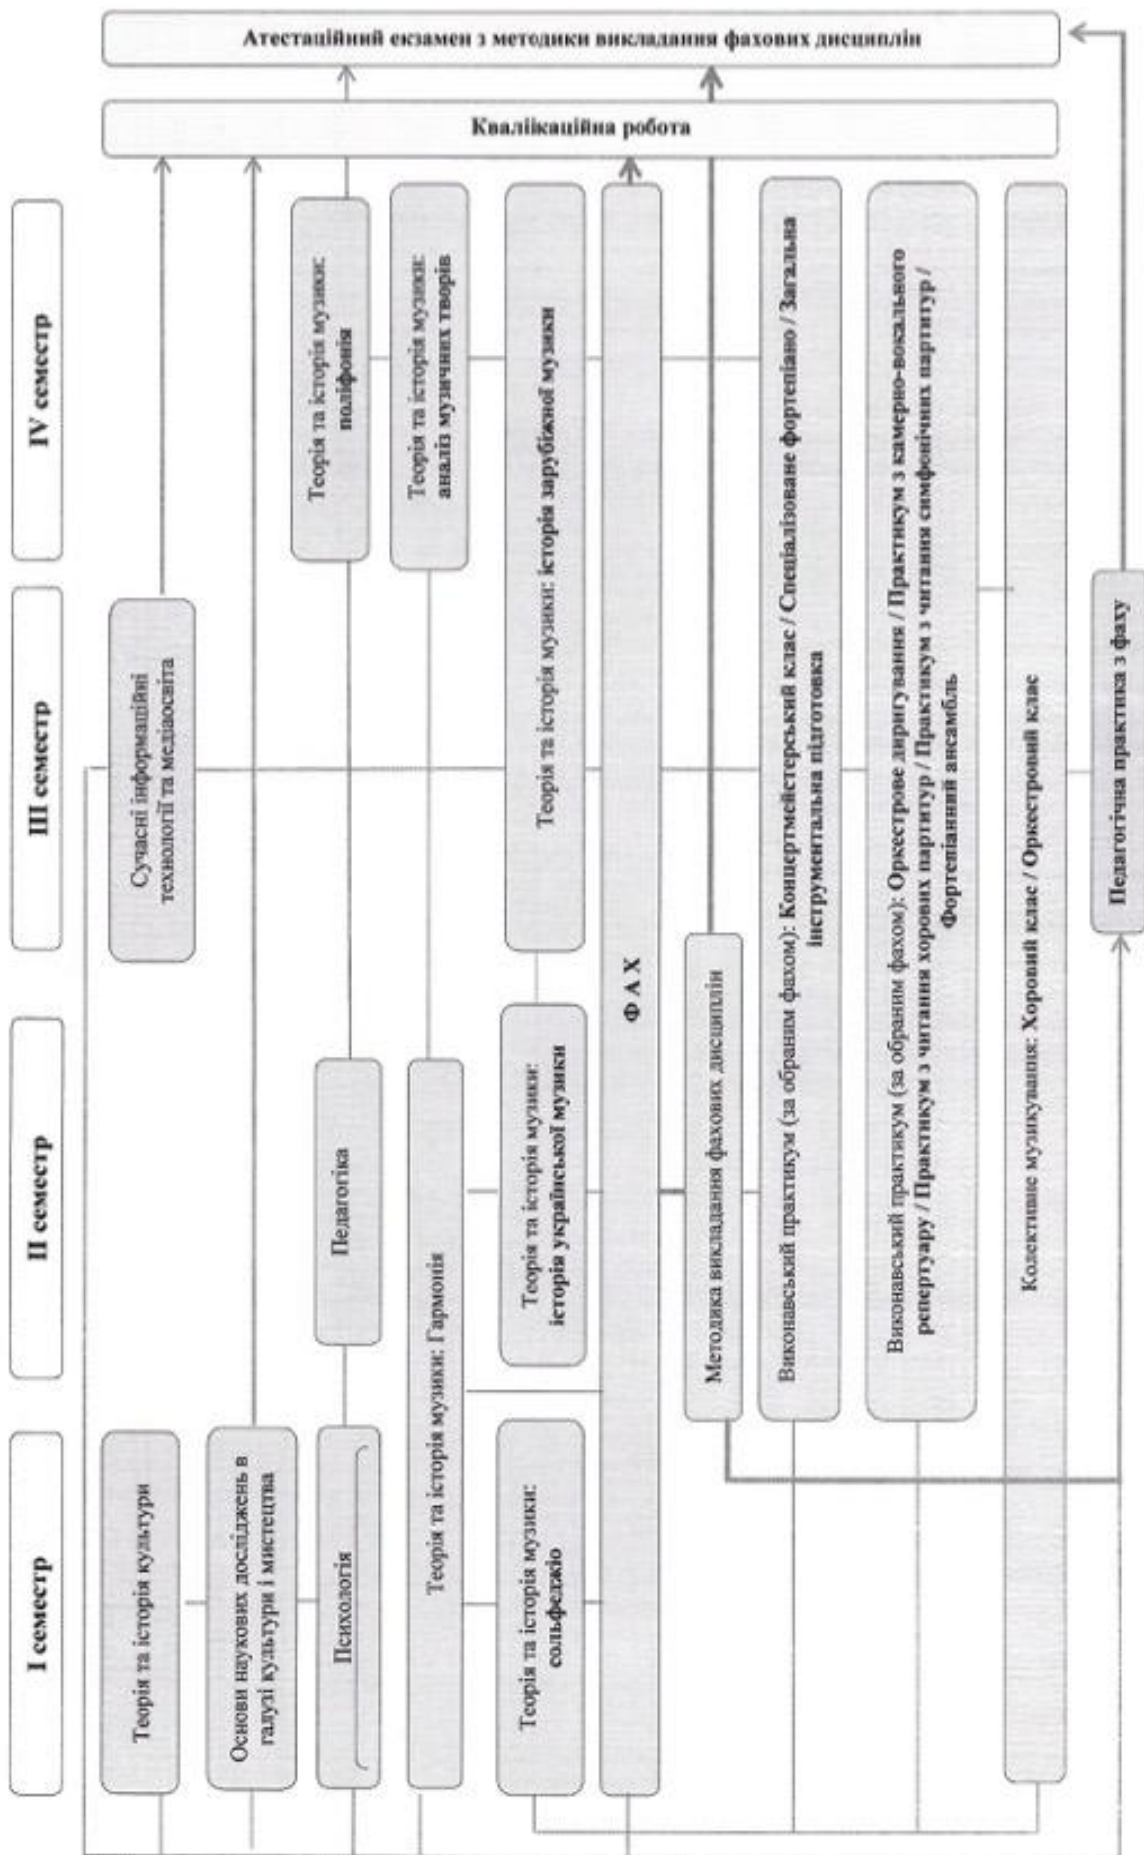 I семестр
II семестр
III семестр
IV семестр
Теорія та історія культури
Сучасні інформаційні
технології та медіаосвіта
Основи наукових досліджень в
галузі культури і мистецтва
Психологія
Педагогіка
Теорія та історія музики:
поліфонія
Теорія та історія музики: Гармонія
Теорія та історія музики:
аналіз музичних творів
Теорія та історія музики:
сольфеджіо
Теорія та історія музики:
історія української музики
Теорія та історія музики: історія зарубіжної музики
Ф А Х
Методика викладання фахових дисциплін
Виконавський практикум (за обраним фахом): Концертмейстерський клас / Спеціалізоване фортепіано / Загальна
інструментальна підготовка
Виконавський практикум (за обраним фахом): Оркестрове диригування / Практикум з камерно-вокального
репертуару / Практикум з читання хорових партитур / Практикум з читання симфонічних партитур /
Фортепіанний ансамбль
Колективне музикування: Хоровий клас / Оркестровий клас
Педагогічна практика з фаху
Кваліікаційна робота
Атестаційний екзамен з методики викладання фахових дисциплін